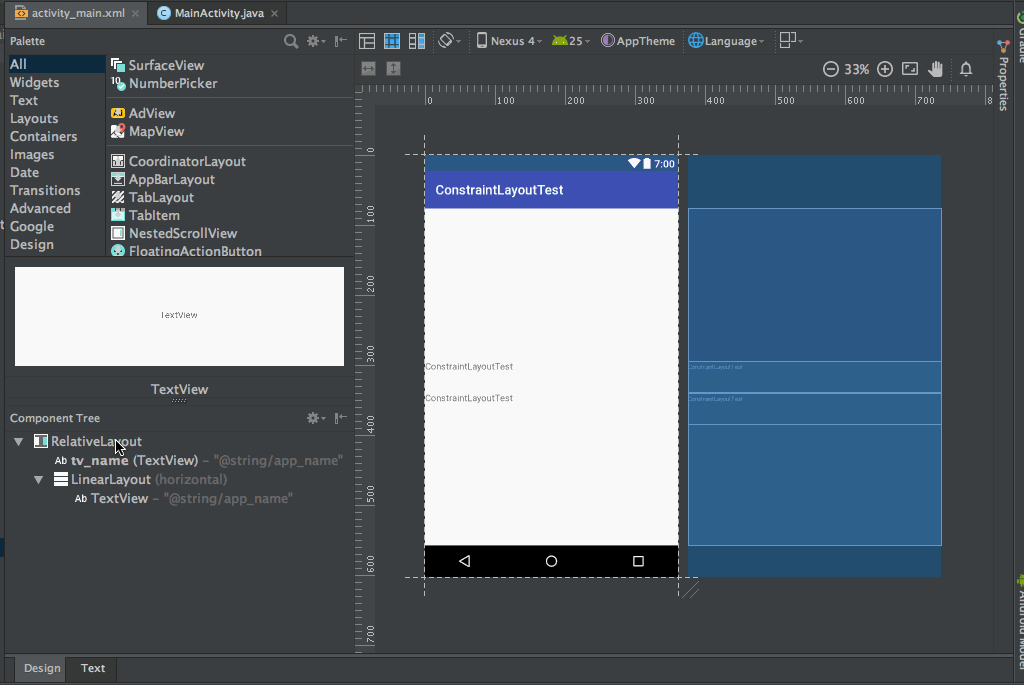 activity_main.xml
MainActivity.java
Palette
Nexus 4
25
AppTheme
Language
33%
All
Widgets
Text
Layouts
Containers
Images
Date
Transitions
Advanced
Google
Design
SurfaceView
NumberPicker
AdView
MapView
CoordinatorLayout
AppBarLayout
TabLayout
TabItem
NestedScrollView
FloatingActionButton
TextView
TextView
Component Tree
RelativeLayout
Ab tv_name (TextView) – "@string/app_name"
LinearLayout (horizontal)
Ab TextView – "@string/app_name"
0 100 200 300 400 500 600 700 8
0
100
200
300
400
500
600
700
7:00
ConstraintLayoutTest
ConstraintLayoutTest
ConstraintLayoutTest
ConstraintLayoutTest
ConstraintLayoutTest
Properties
Gradle
Android Model
Design
Text